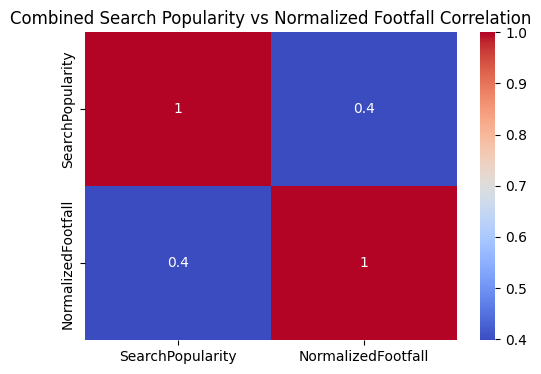 Combined Search Popularity vs Normalized Footfall Correlation
SearchPopularity
NormalizedFootfall
1
0.4
0.4
1
SearchPopularity
NormalizedFootfall
1.0
0.9
0.8
0.7
0.6
0.5
0.4